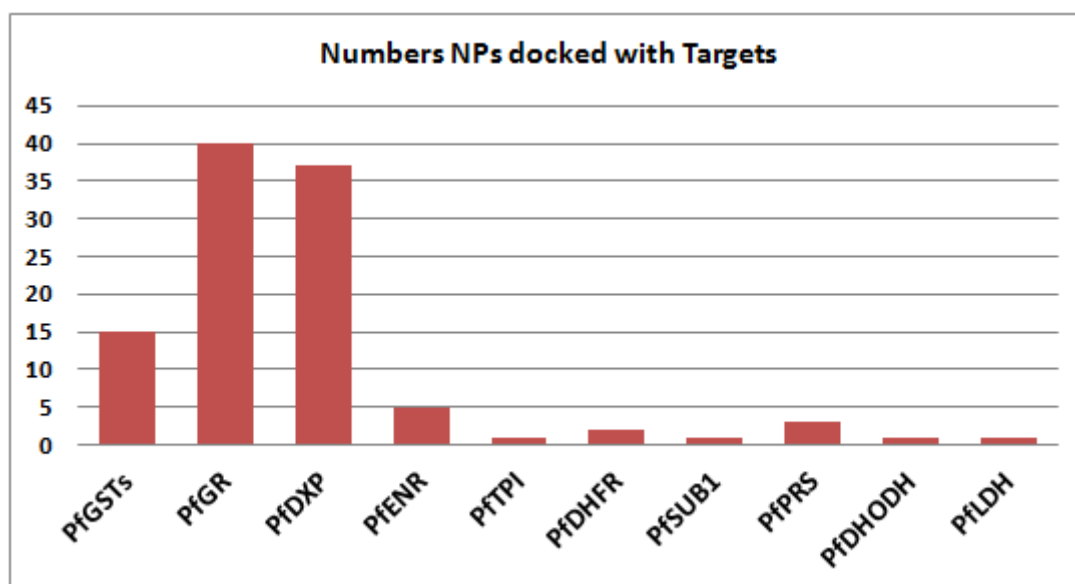 Numbers NPs docked with Targets
45
40
35
30
25
20
15
10
5
0
PfGSTs
PfGR
PfDXP
PfENR
PfTPI
PfDHFR
PfSUB1
PfPRS
PfDHODH
PfLDH